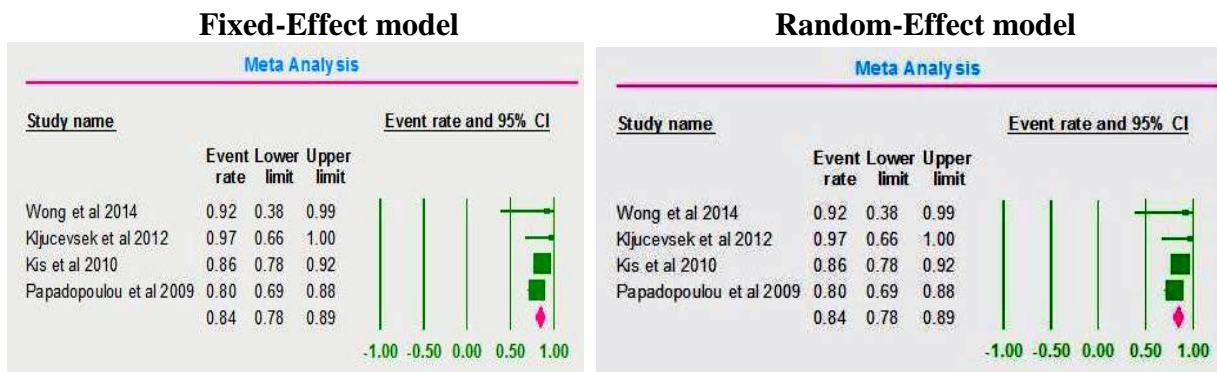 Fixed-Effect model
Meta Analysis
Study name Event rate and 95% CI
Event Lower Upper
rate limit limit
Wong et al 2014 0.92 0.38 0.99
Kljucevsek et al 2012 0.97 0.66 1.00
Kis et al 2010 0.86 0.78 0.92
Papadopoulou et al 2009 0.80 0.69 0.88
0.84 0.78 0.89
-1.00 -0.50 0.00 0.50 1.00
Random-Effect model
Meta Analysis
Study name Event rate and 95% CI
Event Lower Upper
rate limit limit
Wong et al 2014 0.92 0.38 0.99
Kljucevsek et al 2012 0.97 0.66 1.00
Kis et al 2010 0.86 0.78 0.92
Papadopoulou et al 2009 0.80 0.69 0.88
0.84 0.78 0.89
-1.00 -0.50 0.00 0.50 1.00